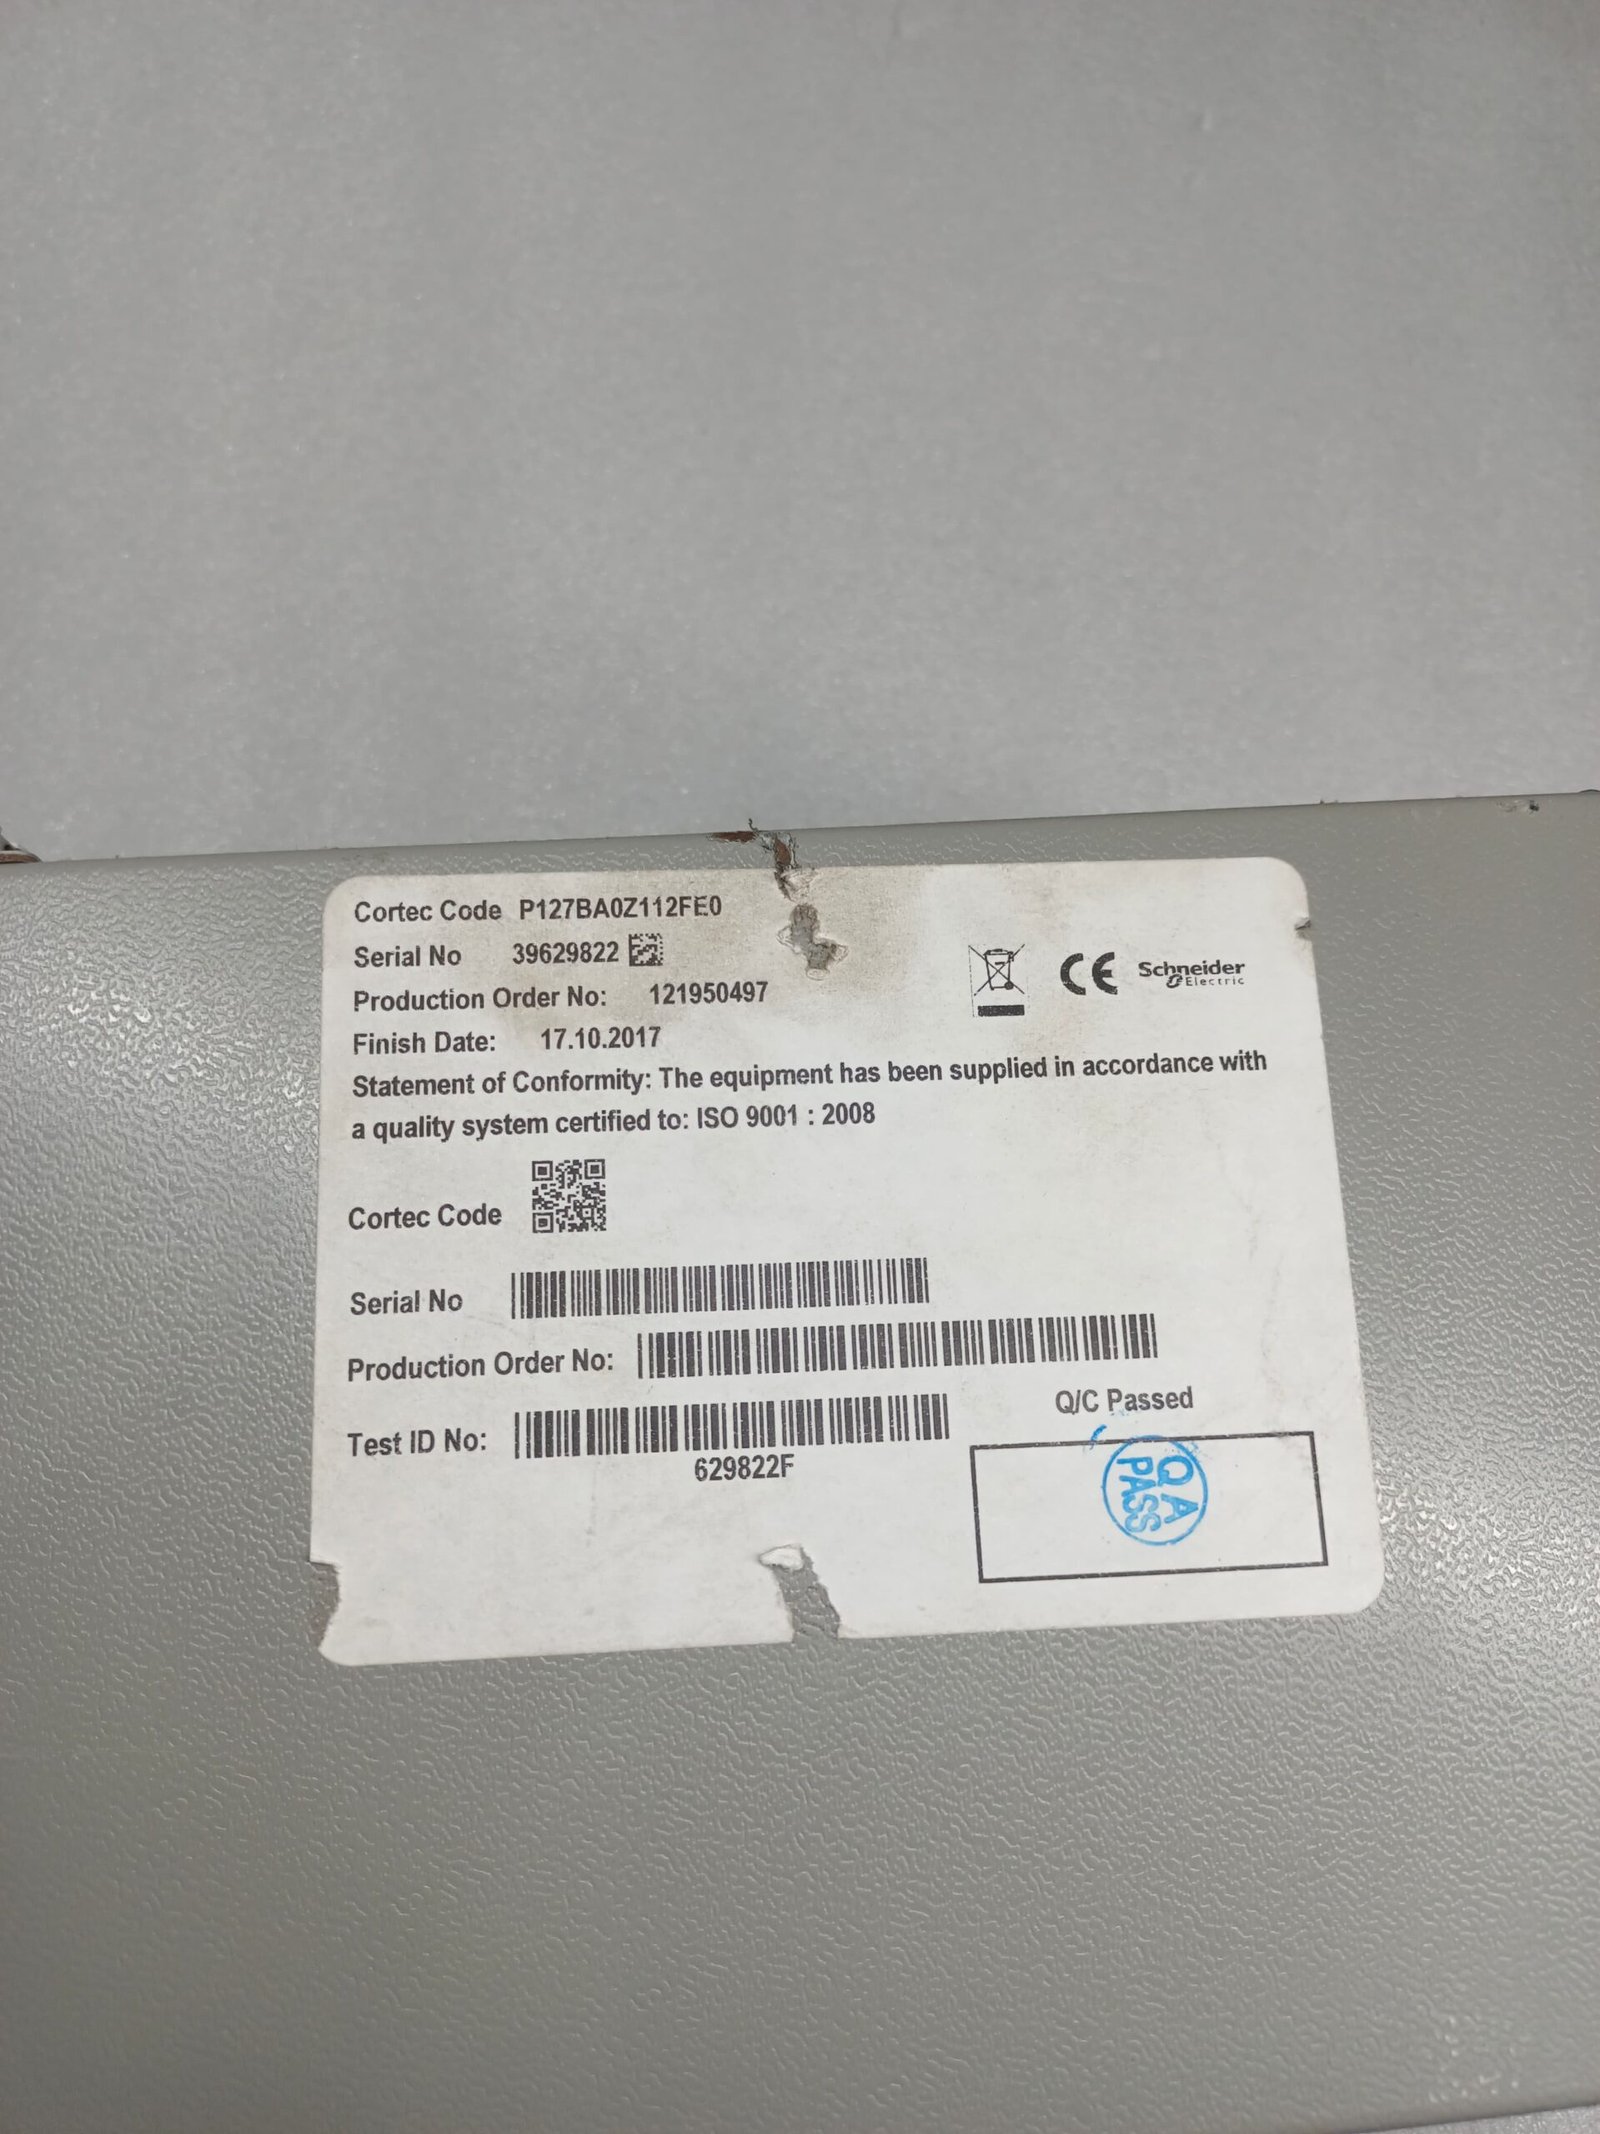 Cortec Code P127BA0Z112FE0
Serial No 39629822
Production Order No: 121950497
Finish Date: 17.10.2017
CE Schneider
Electric
Statement of Conformity: The equipment has been supplied in accordance with
a quality system certified to: ISO 9001 : 2008
Cortec Code
Serial No
Production Order No:
Test ID No:
629822F
Q/C Passed
QA
PASS